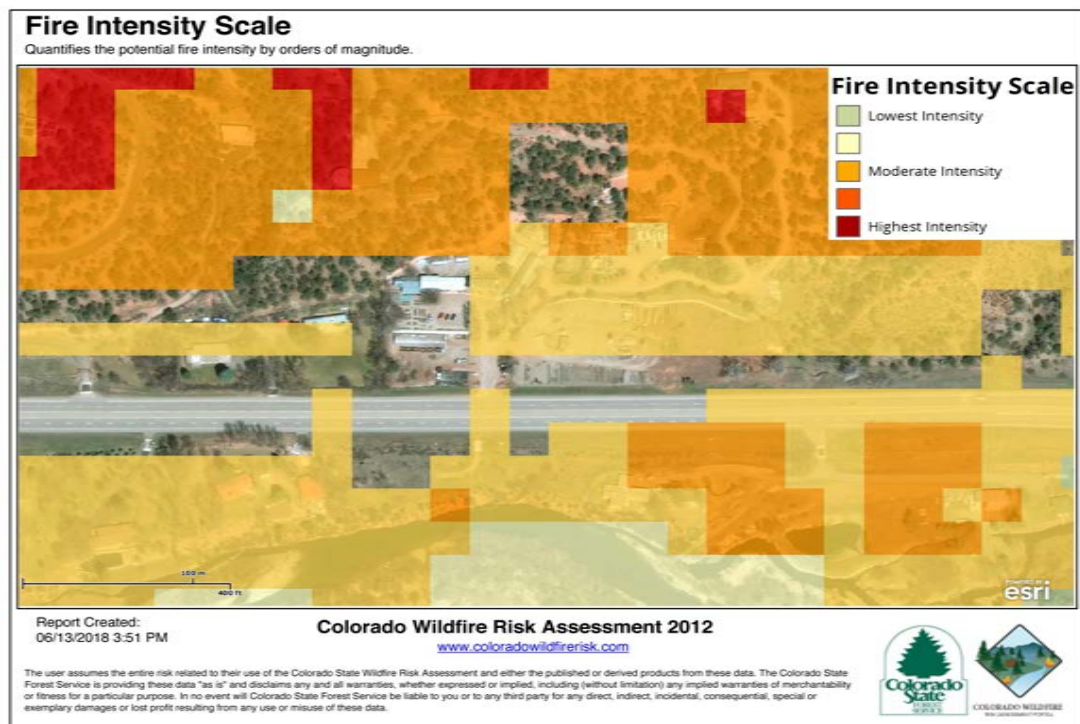 Fire Intensity Scale
Quantifies the potential fire intensity by orders of magnitude.
Fire Intensity Scale
Lowest Intensity
Moderate Intensity
Highest Intensity
100 m
400 ft
POWERED BY
esri
Report Created:
06/13/2018 3:51 PM
Colorado Wildfire Risk Assessment 2012
www.coloradowildfirerisk.com
The user assumes the entire risk related to their use of the Colorado State Wildfire Risk Assessment and either the published or derived products from these data. The Colorado State
Forest Service is providing these data "as is" and disclaims any and all warranties, whether expressed or implied, including (without limitation) any implied warranties of merchantability
or fitness for a particular purpose. In no event will Colorado State Forest Service be liable to you or to any third party for any direct, indirect, incidental, consequential, special or
exemplary damages or lost profit resulting from any use or misuse of these data.
Colorado
State
FOREST
SERVICE
COLORADO WILDFIRE
RISK ASSESSMENT PORTAL